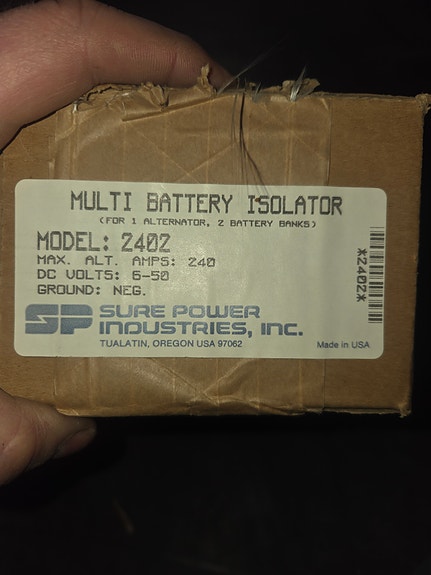 MULTI BATTERY ISOLATOR
(FOR 1 ALTERNATOR, 2 BATTERY BANKS)
MODEL: 2402
MAX. ALT. AMPS: 240
DC VOLTS: 6-50
GROUND: NEG.
*2402*
SP SURE POWER
INDUSTRIES, INC.
TUALATIN, OREGON USA 97062
Made in USA